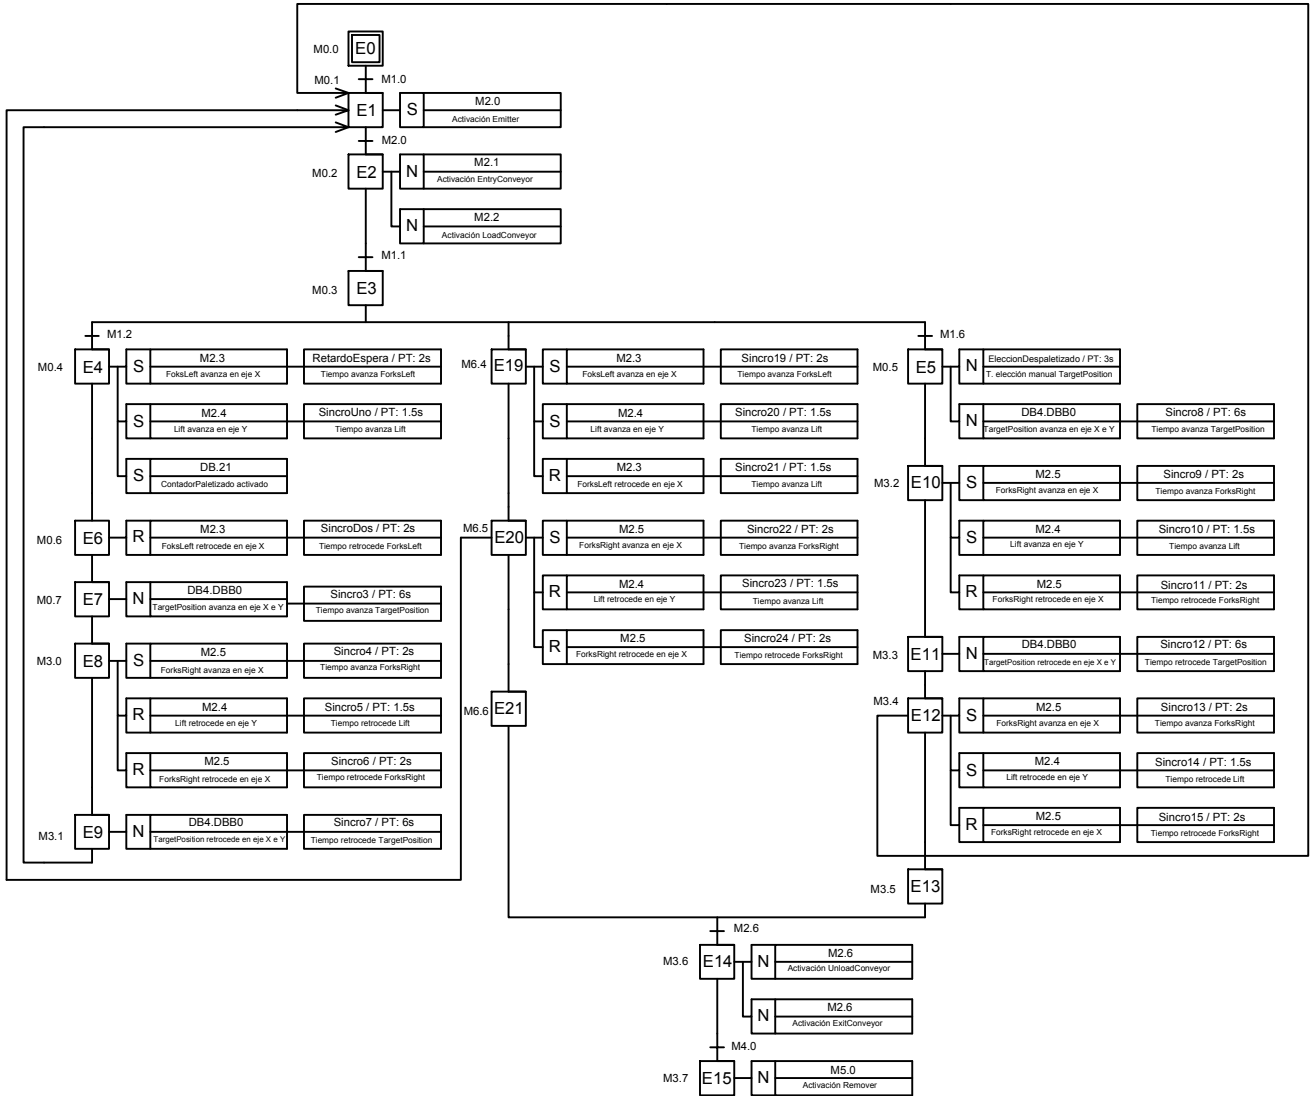 M0.0
E0
M1.0
M0.1
E1
S
M2.0
Activación Emitter
M2.0
M0.2
E2
N
M2.1
Activación EntryConveyor
N
M2.2
Activación LoadConveyor
M1.1
M0.3
E3
M1.2
M0.4
E4
S
M2.3
FoksLeft avanza en eje X
RetardoEspera / PT: 2s
Tiempo avanza ForksLeft
S
M2.4
Lift avanza en eje Y
SincroUno / PT: 1.5s
Tiempo avanza Lift
S
DB.21
ContadorPaletizado activado
M0.6
E6
R
M2.3
FoksLeft retrocede en eje X
SincroDos / PT: 2s
Tiempo retrocede ForksLeft
M0.7
E7
N
DB4.DBB0
TargetPosition avanza en eje X e Y
Sincro3 / PT: 6s
Tiempo avanza TargetPosition
M3.0
E8
S
M2.5
ForksRight avanza en eje X
Sincro4 / PT: 2s
Tiempo avanza ForksRight
R
M2.4
Lift retrocede en eje Y
Sincro5 / PT: 1.5s
Tiempo retrocede Lift
R
M2.5
ForksRight retrocede en eje X
Sincro6 / PT: 2s
Tiempo retrocede ForksRight
M3.1
E9
N
DB4.DBB0
TargetPosition retrocede en eje X e Y
Sincro7 / PT: 6s
Tiempo retrocede TargetPosition
M6.4
E19
S
M2.3
FoksLeft avanza en eje X
Sincro19 / PT: 2s
Tiempo avanza ForksLeft
S
M2.4
Lift avanza en eje Y
Sincro20 / PT: 1.5s
Tiempo avanza Lift
R
M2.3
ForksLeft retrocede en eje X
Sincro21 / PT: 1.5s
Tiempo avanza Lift
M6.5
E20
S
M2.5
ForksRight avanza en eje X
Sincro22 / PT: 2s
Tiempo avanza ForksRight
R
M2.4
Lift retrocede en eje Y
Sincro23 / PT: 1.5s
Tiempo avanza Lift
R
M2.5
ForksRight retrocede en eje X
Sincro24 / PT: 2s
Tiempo retrocede ForksRight
M6.6
E21
M1.6
M0.5
E5
N
EleccionDespaletizado / PT: 3s
T. elección manual TargetPosition
N
DB4.DBB0
TargetPosition avanza en eje X e Y
Sincro8 / PT: 6s
Tiempo avanza TargetPosition
M3.2
E10
S
M2.5
ForksRight avanza en eje X
Sincro9 / PT: 2s
Tiempo avanza ForksRight
S
M2.4
Lift avanza en eje Y
Sincro10 / PT: 1.5s
Tiempo avanza Lift
R
M2.5
ForksRight retrocede en eje X
Sincro11 / PT: 2s
Tiempo retrocede ForksRight
M3.3
E11
N
DB4.DBB0
TargetPosition retrocede en eje X e Y
Sincro12 / PT: 6s
Tiempo retrocede TargetPosition
M3.4
E12
S
M2.5
ForksRight avanza en eje X
Sincro13 / PT: 2s
Tiempo avanza ForksRight
S
M2.4
Lift retrocede en eje Y
Sincro14 / PT: 1.5s
Tiempo retrocede Lift
R
M2.5
ForksRight retrocede en eje X
Sincro15 / PT: 2s
Tiempo retrocede ForksRight
M3.5
E13
M2.6
M3.6
E14
N
M2.6
Activación UnloadConveyor
N
M2.6
Activación ExitConveyor
M4.0
M3.7
E15
N
M5.0
Activación Remover